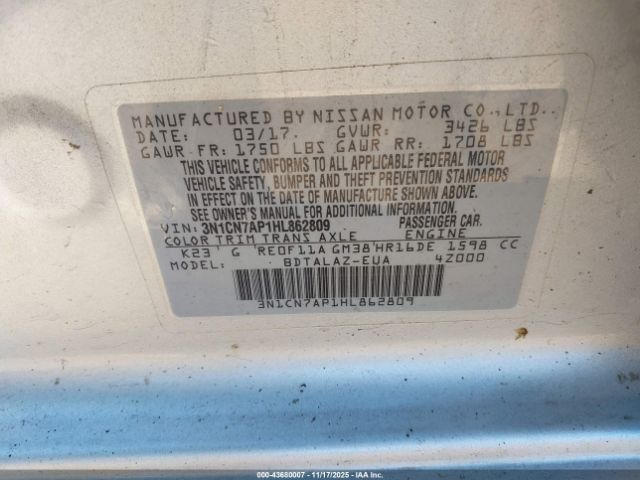 MANUFACTURED BY NISSAN MOTOR CO., LTD.
DATE: 03/17. GVWR: 3426 LBS
GAWR FR: 1750 LBS GAWR RR: 1708 LBS
THIS VEHICLE CONFORMS TO ALL APPLICABLE FEDERAL MOTOR
VEHICLE SAFETY, BUMPER AND THEFT PREVENTION STANDARDS
IN EFFECT ON THE DATE OF MANUFACTURE SHOWN ABOVE.
SEE OWNER'S MANUAL FOR ADDITIONAL INFORMATION.
VIN: 3N1CN7AP1HL862809 PASSENGER CAR.
COLOR TRIM TRANS AXLE ENGINE
K23 G RE0F11A GM38 HR16DE 1598 CC
MODEL: BDTALAZ-EUA 4Z000
3N1CN7AP1HL862809
000-43680007 - 11/17/2025 - IAAI.COM